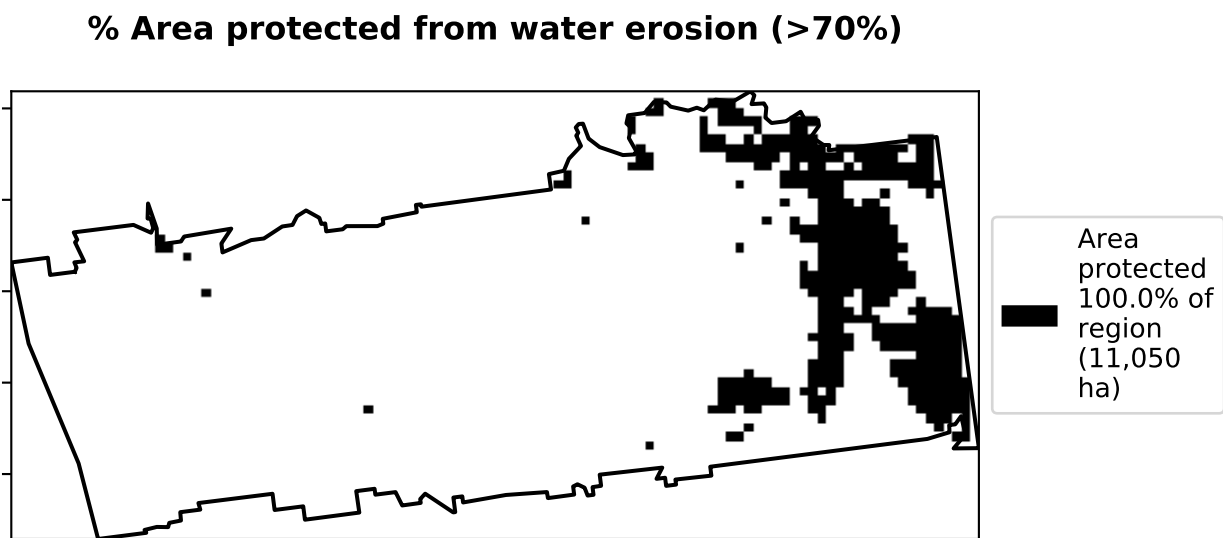 % Area protected from water erosion (>70%)
Area
protected
100.0% of
region
(11,050
ha)